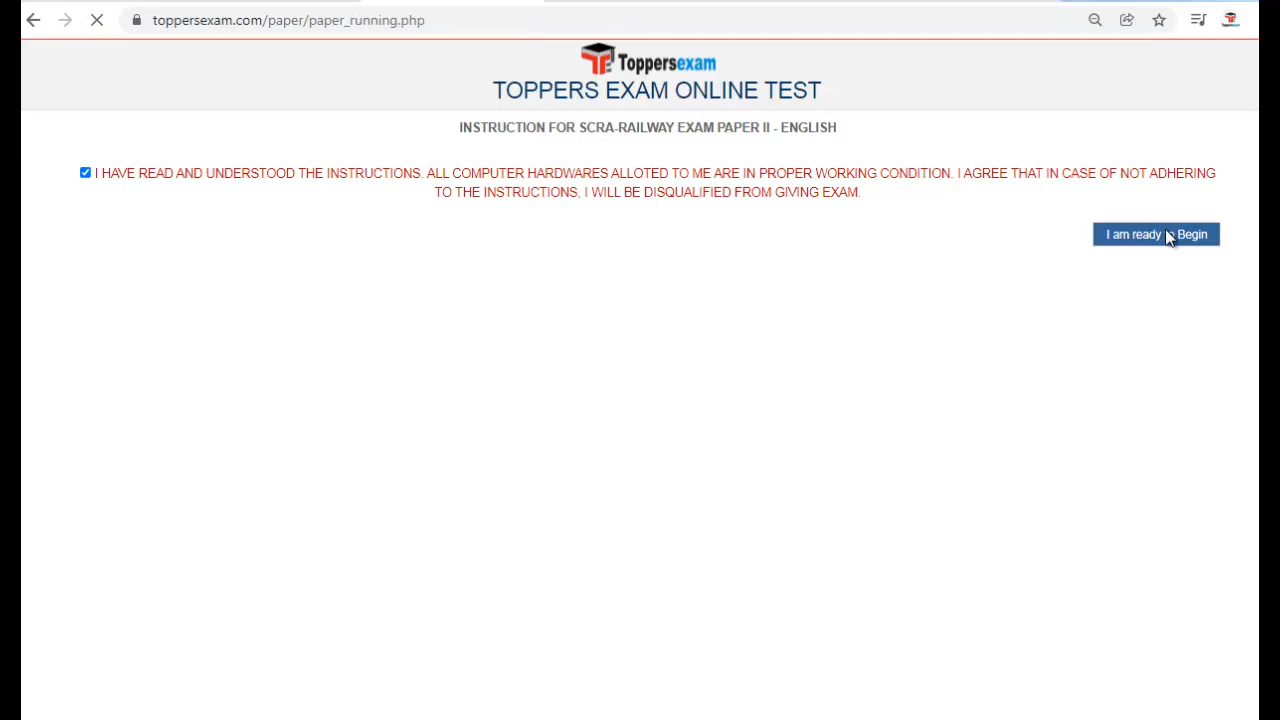 toppersexam.com/paper/paper_running.php
Toppersexam
TOPPERS EXAM ONLINE TEST
INSTRUCTION FOR SCRA-RAILWAY EXAM PAPER II - ENGLISH
I HAVE READ AND UNDERSTOOD THE INSTRUCTIONS. ALL COMPUTER HARDWARES ALLOTED TO ME ARE IN PROPER WORKING CONDITION. I AGREE THAT IN CASE OF NOT ADHERING
TO THE INSTRUCTIONS, I WILL BE DISQUALIFIED FROM GIVING EXAM.
I am ready to Begin